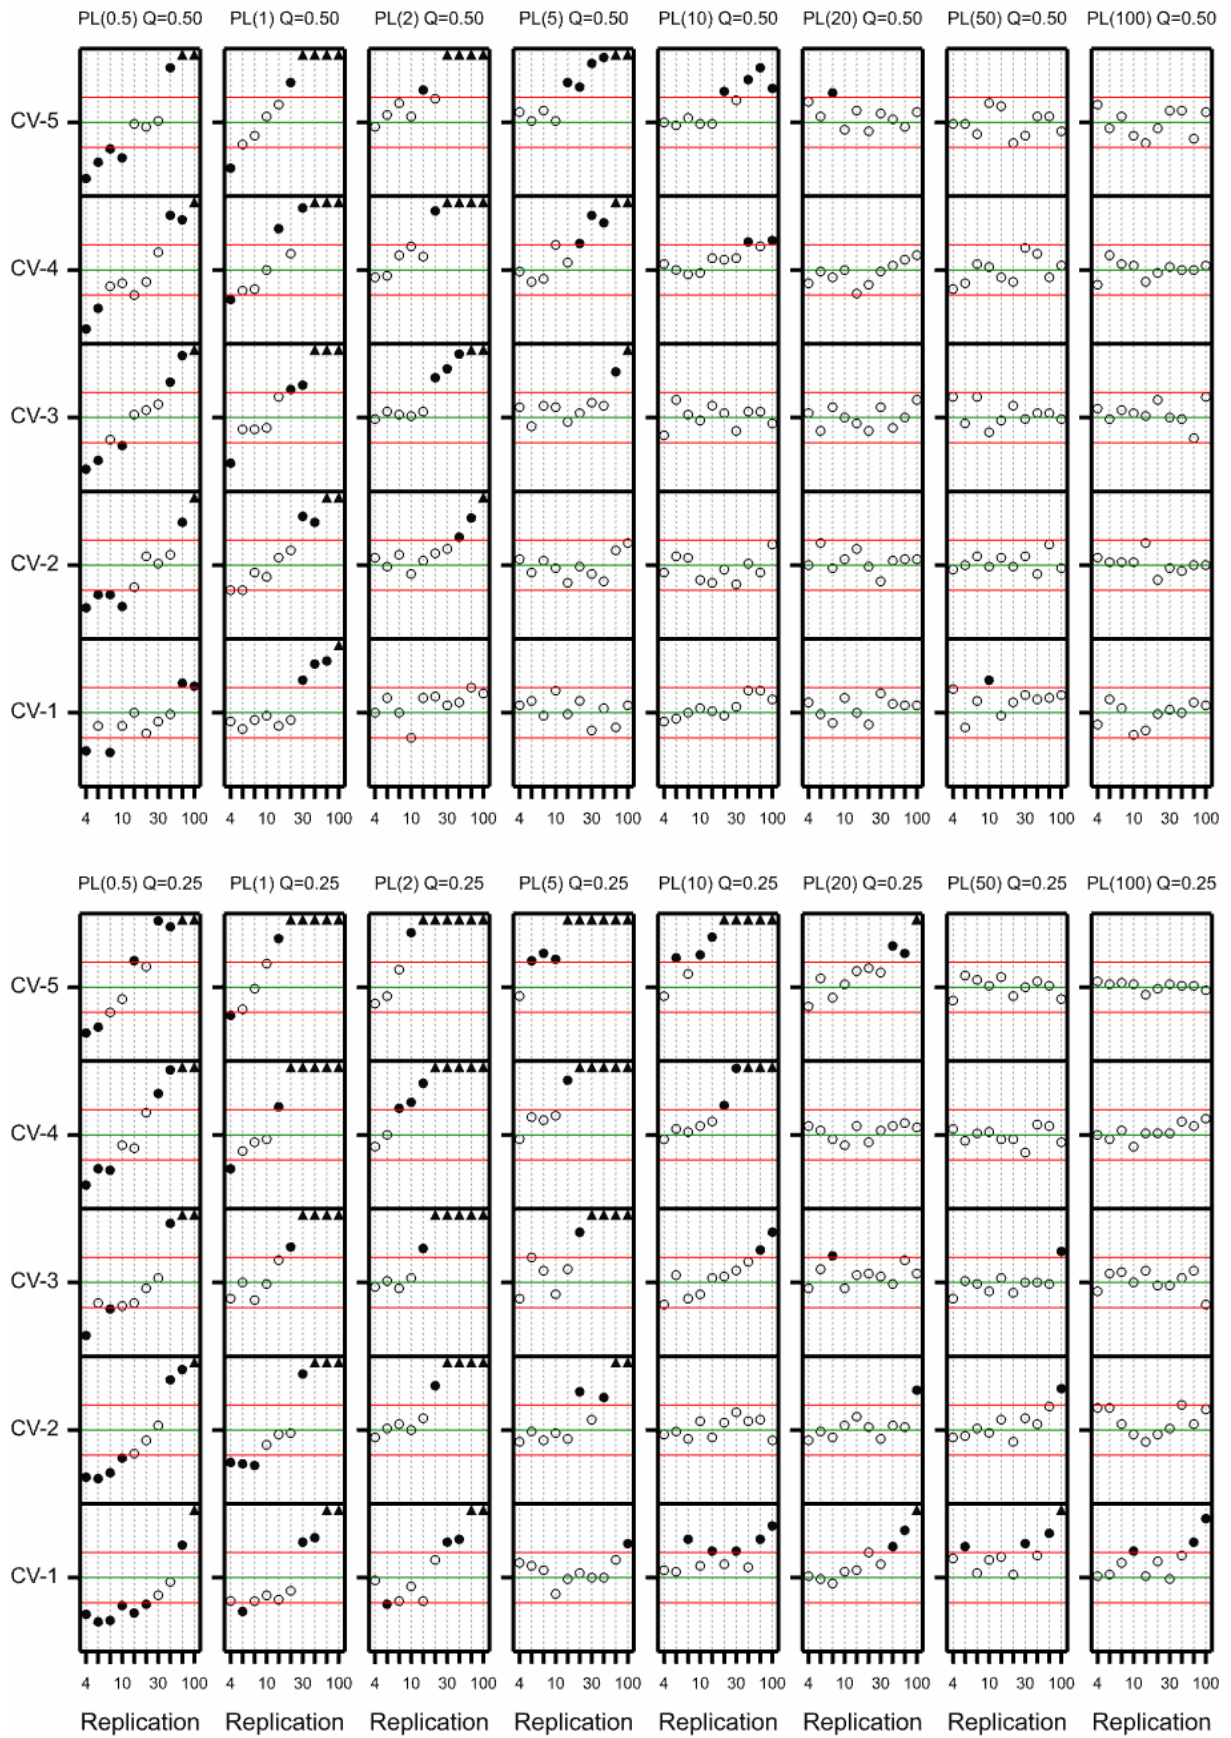 PL(0.5) Q=0.50 PL(1) Q=0.50 PL(2) Q=0.50 PL(5) Q=0.50 PL(10) Q=0.50 PL(20) Q=0.50 PL(50) Q=0.50 PL(100) Q=0.50
CV-5
CV-4
CV-3
CV-2
CV-1
4 10 30 100 4 10 30 100 4 10 30 100 4 10 30 100 4 10 30 100 4 10 30 100 4 10 30 100 4 10 30 100
PL(0.5) Q=0.25 PL(1) Q=0.25 PL(2) Q=0.25 PL(5) Q=0.25 PL(10) Q=0.25 PL(20) Q=0.25 PL(50) Q=0.25 PL(100) Q=0.25
CV-5
CV-4
CV-3
CV-2
CV-1
4 10 30 100 4 10 30 100 4 10 30 100 4 10 30 100 4 10 30 100 4 10 30 100 4 10 30 100 4 10 30 100
Replication Replication Replication Replication Replication Replication Replication Replication